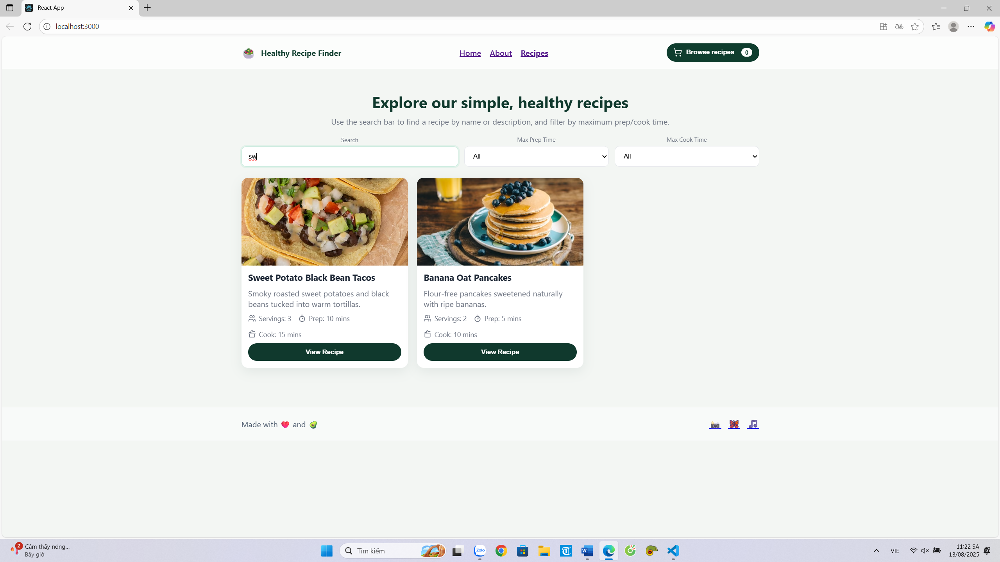 React App
localhost:3000
Healthy Recipe Finder
Home About Recipes
Browse recipes 0
Explore our simple, healthy recipes
Use the search bar to find a recipe by name or description, and filter by maximum prep/cook time.
Search
Max Prep Time
Max Cook Time
sw
All
All
Sweet Potato Black Bean Tacos
Smoky roasted sweet potatoes and black
beans tucked into warm tortillas.
Servings: 3 Prep: 10 mins
Cook: 15 mins
View Recipe
Banana Oat Pancakes
Flour-free pancakes sweetened naturally
with ripe bananas.
Servings: 2 Prep: 5 mins
Cook: 10 mins
View Recipe
Made with ❤️ and 🥑
2
Cảm thấy nóng...
Bây giờ
Tìm kiếm
Zalo
VIE
11:22 SA
13/08/2025